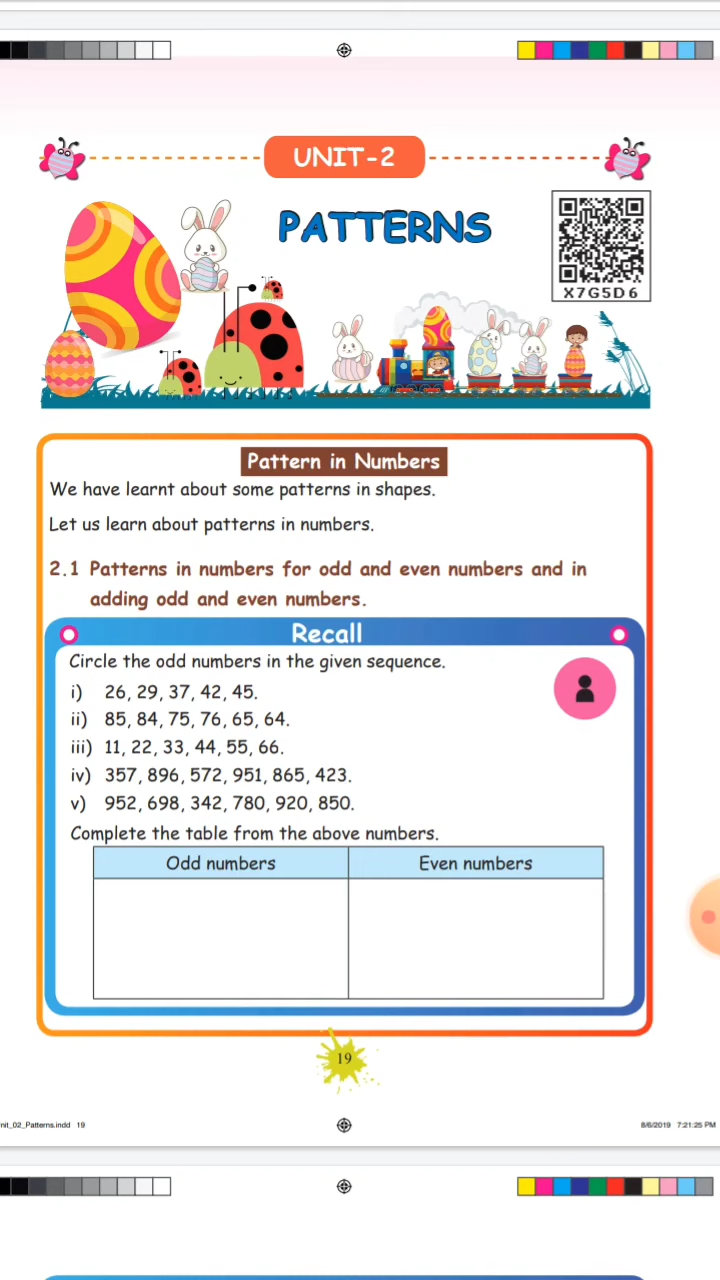 UNIT-2
PATTERNS
X7G5D6
Pattern in Numbers
We have learnt about some patterns in shapes.
Let us learn about patterns in numbers.
2.1 Patterns in numbers for odd and even numbers and in
adding odd and even numbers.
Recall
Circle the odd numbers in the given sequence.
i) 26, 29, 37, 42, 45.
ii) 85, 84, 75, 76, 65, 64.
iii) 11, 22, 33, 44, 55, 66.
iv) 357, 896, 572, 951, 865, 423.
v) 952, 698, 342, 780, 920, 850.
Complete the table from the above numbers.
Odd numbers Even numbers
19
nit_02_Patterns.indd 19 8/6/2019 7:21:25 PM